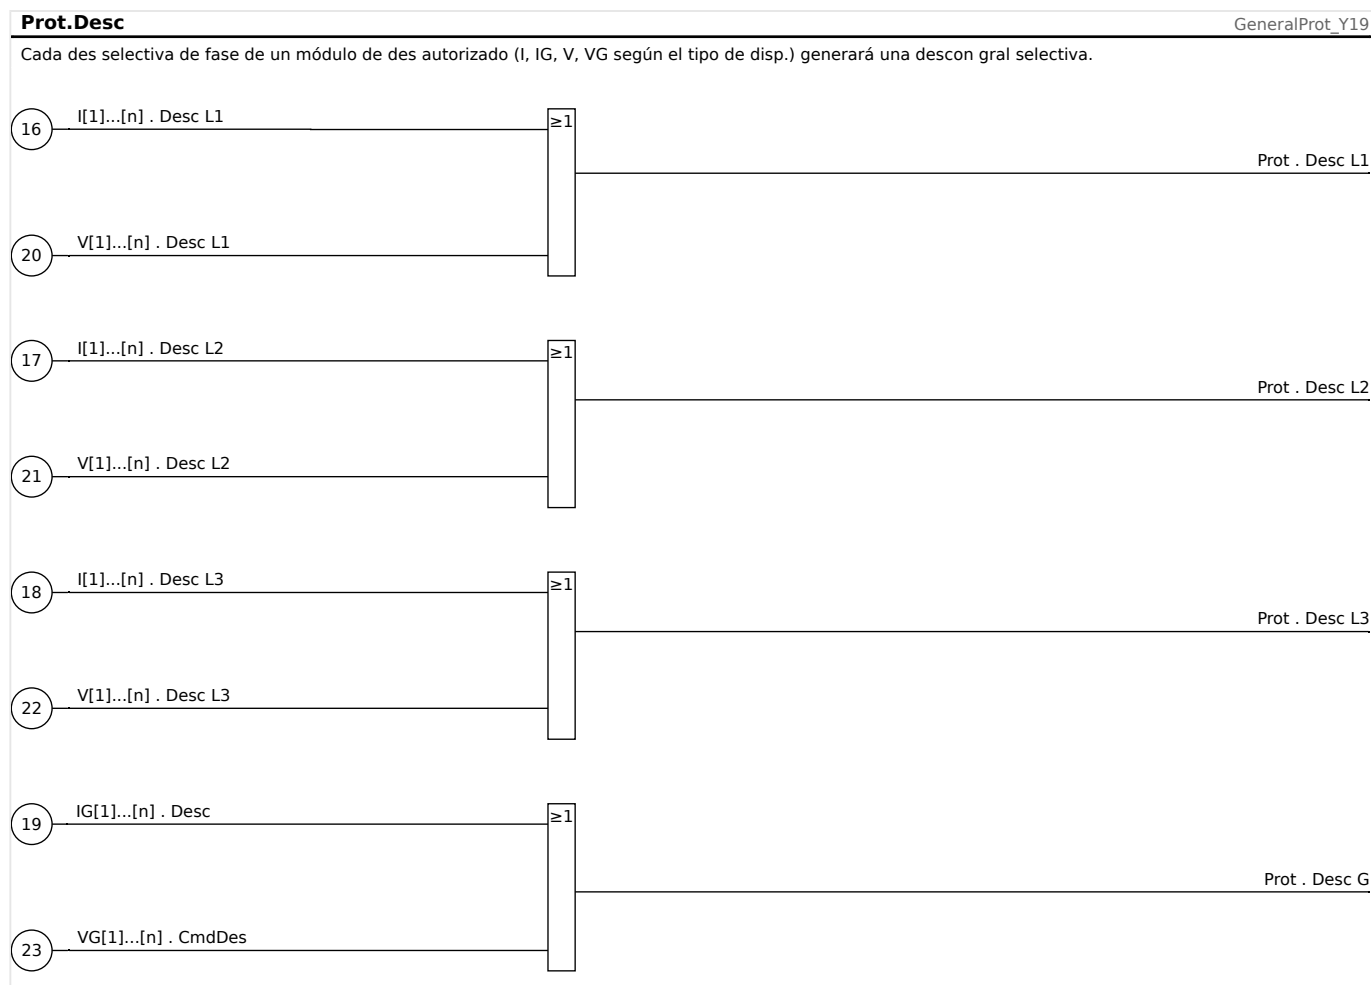 Prot.Desc
GeneralProt_Y19
Cada des selectiva de fase de un módulo de des autorizado (I, IG, V, VG según el tipo de disp.) generará una descon gral selectiva.
16
I[1]...[n] . Desc L1
≥1
Prot . Desc L1
20
V[1]...[n] . Desc L1
17
I[1]...[n] . Desc L2
≥1
Prot . Desc L2
21
V[1]...[n] . Desc L2
18
I[1]...[n] . Desc L3
≥1
Prot . Desc L3
22
V[1]...[n] . Desc L3
19
IG[1]...[n] . Desc
≥1
Prot . Desc G
23
VG[1]...[n] . CmdDes